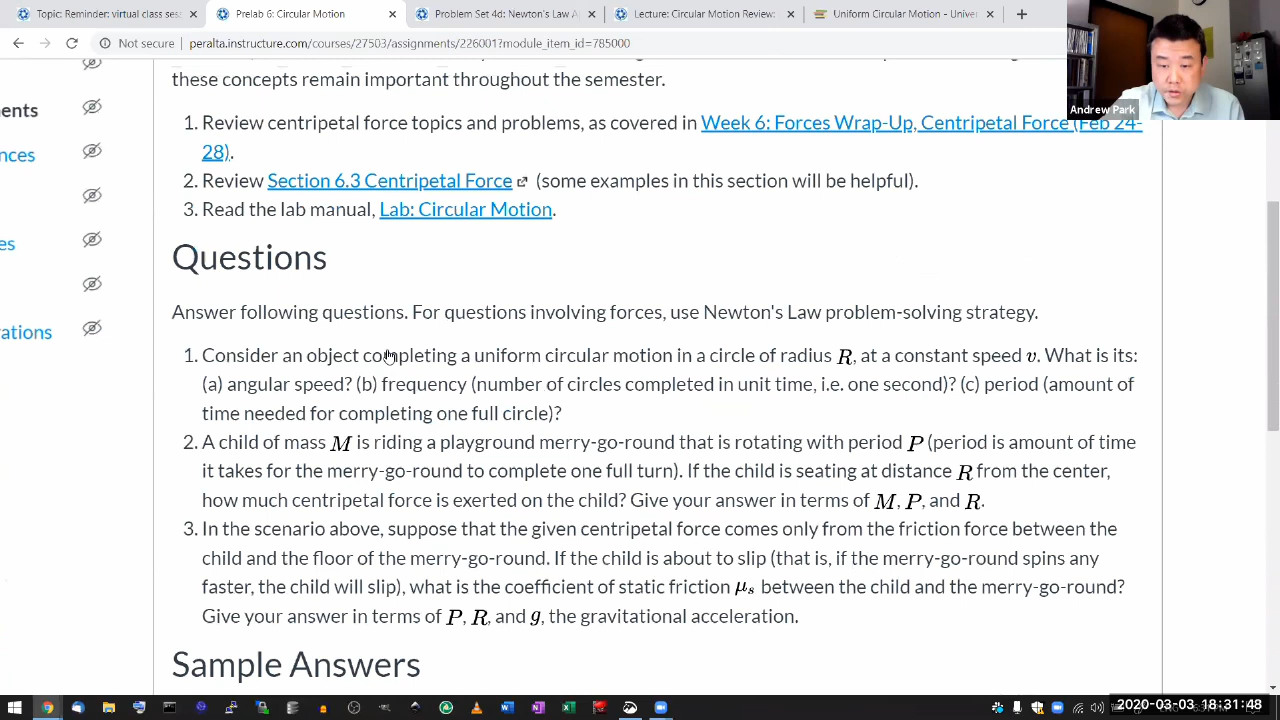 Topic Reminder: virtual class ses
Prelab 6: Circular Motion
Problem Set 4d: Newton's Law A
Lecture: Circular Motion Review:
Uniform Circular Motion - Unive
Not secure | peralta.instructure.com/courses/27503/assignments/226001?module_item_id=785000
Andrew Park
these concepts remain important throughout the semester.
ents
nces
es
rations
1. Review centripetal force topics and problems, as covered in Week 6: Forces Wrap-Up, Centripetal Force (Feb 24-
28).
2. Review Section 6.3 Centripetal Force (some examples in this section will be helpful).
3. Read the lab manual, Lab: Circular Motion.
Questions
Answer following questions. For questions involving forces, use Newton's Law problem-solving strategy.
1. Consider an object completing a uniform circular motion in a circle of radius R, at a constant speed v. What is its:
(a) angular speed? (b) frequency (number of circles completed in unit time, i.e. one second)? (c) period (amount of
time needed for completing one full circle)?
2. A child of mass M is riding a playground merry-go-round that is rotating with period P (period is amount of time
it takes for the merry-go-round to complete one full turn). If the child is seating at distance R from the center,
how much centripetal force is exerted on the child? Give your answer in terms of M, P, and R.
3. In the scenario above, suppose that the given centripetal force comes only from the friction force between the
child and the floor of the merry-go-round. If the child is about to slip (that is, if the merry-go-round spins any
faster, the child will slip), what is the coefficient of static friction μs between the child and the merry-go-round?
Give your answer in terms of P, R, and g, the gravitational acceleration.
Sample Answers
2020-03-03 18:31:48